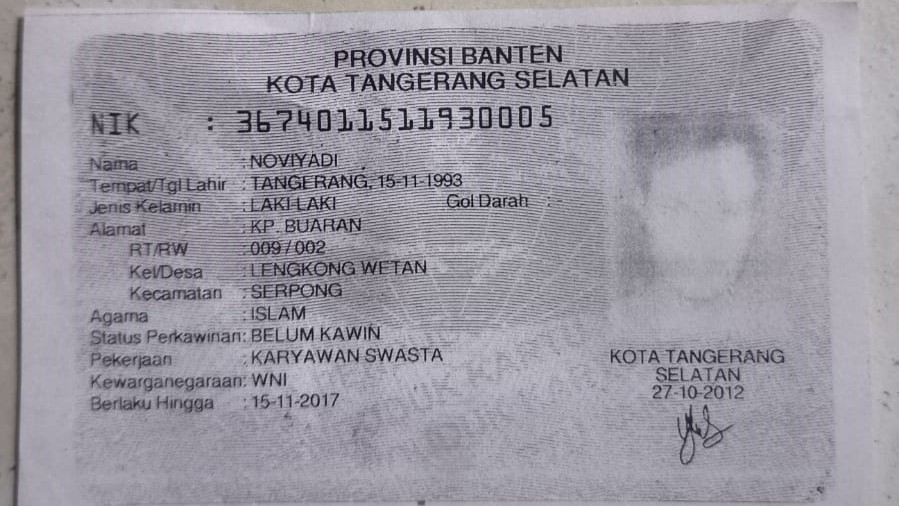 PROVINSI BANTEN
KOTA TANGERANG SELATAN
NIK : 3674011511930005
Nama : NOVIYADI
Tempat/Tgl Lahir : TANGERANG, 15-11-1993
Jenis Kelamin : LAKI-LAKI Gol Darah : -
Alamat : KP. BUARAN
RT/RW : 009 / 002
Kel/Desa : LENGKONG WETAN
Kecamatan : SERPONG
Agama : ISLAM
Status Perkawinan: BELUM KAWIN
Pekerjaan : KARYAWAN SWASTA
Kewarganegaraan: WNI
Berlaku Hingga : 15-11-2017
KOTA TANGERANG
SELATAN
27-10-2012